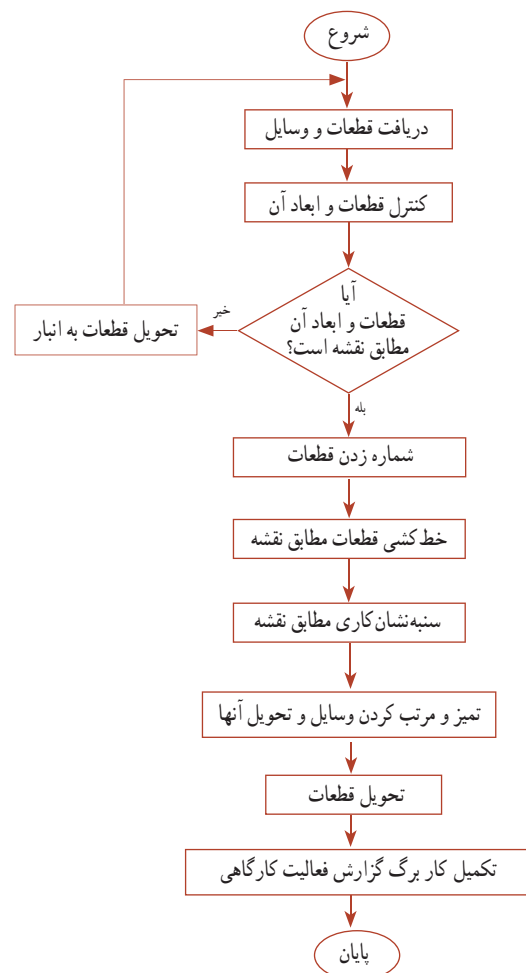 شروع
دریافت قطعات و وسایل
کنترل قطعات و ابعاد آن
آیا
قطعات و ابعاد آن
مطابق نقشه است؟
خیر
تحویل قطعات به انبار
بله
شماره زدن قطعات
خط‌کشی قطعات مطابق نقشه
سنبه‌نشان‌کاری مطابق نقشه
تمیز و مرتب کردن وسایل و تحویل آنها
تحویل قطعات
تکمیل کار برگ گزارش فعالیت کارگاهی
پایان